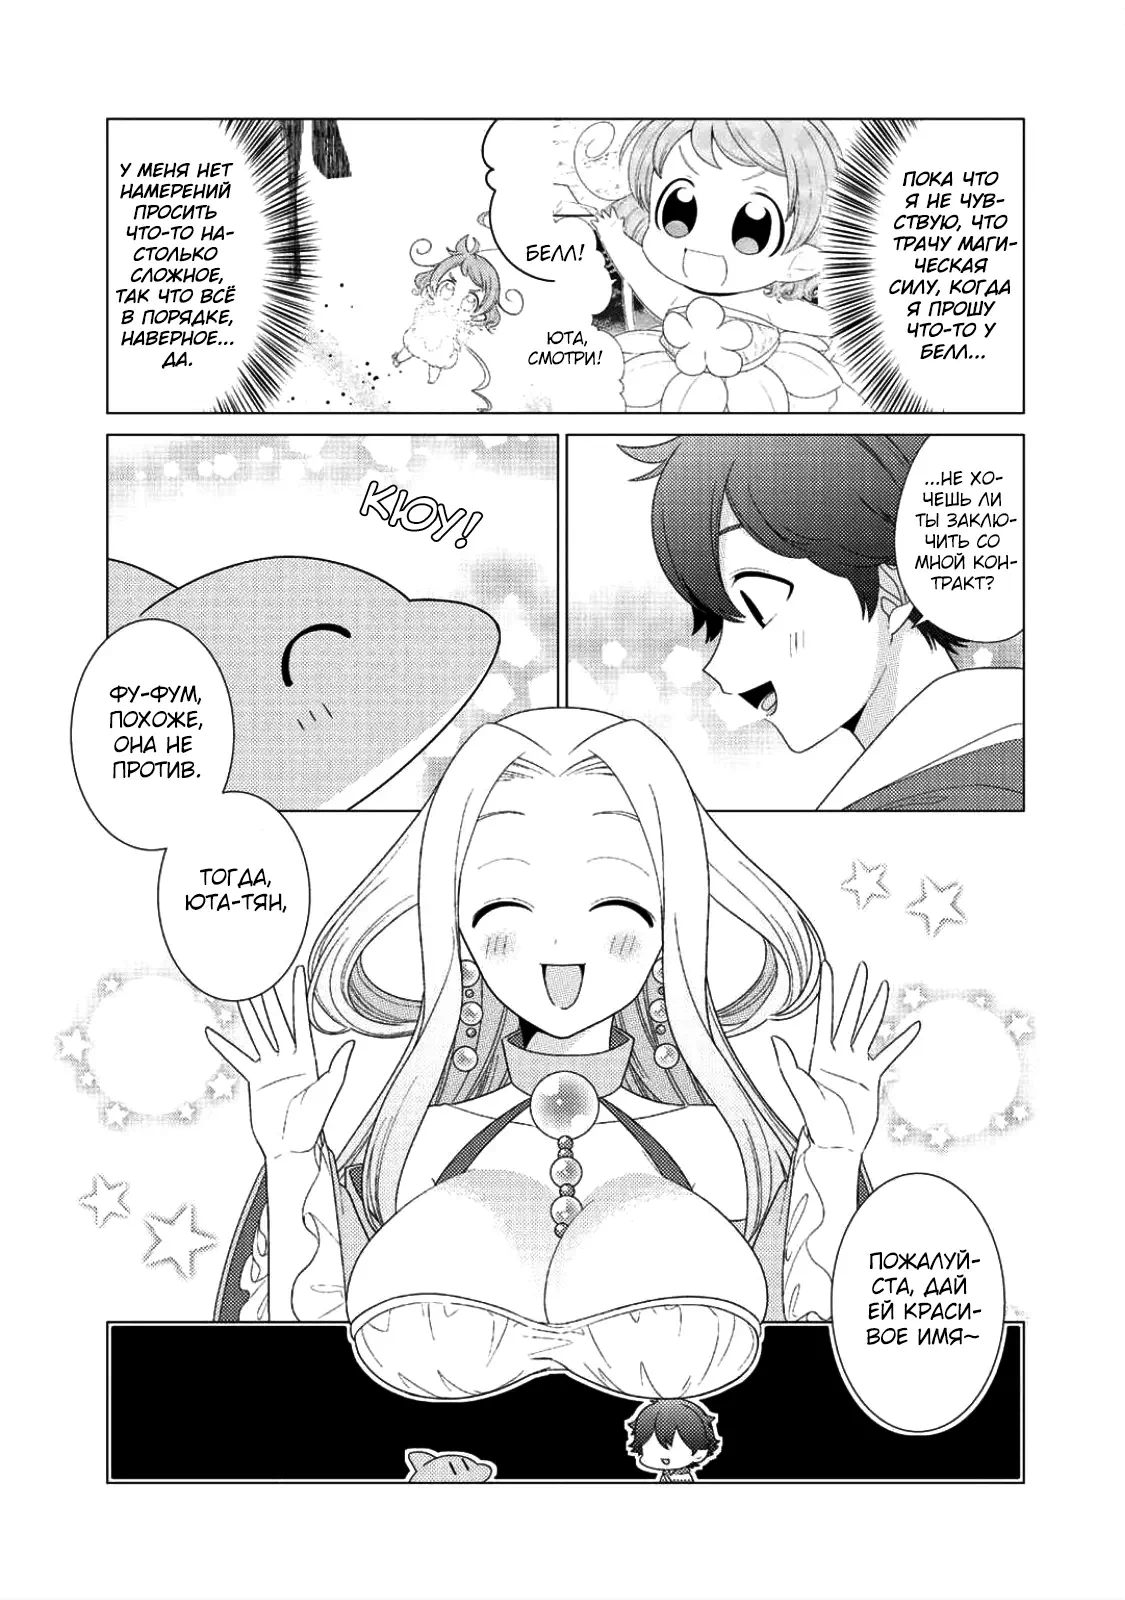 ПОКА ЧТО
Я НЕ ЧУВ-
СТВУЮ, ЧТО
ТРАЧУ МАГИ-
ЧЕСКАЯ
СИЛУ, КОГДА
Я ПРОШУ
ЧТО-ТО У
БЕЛЛ...
БЕЛЛ!
ЮТА,
СМОТРИ!
У МЕНЯ НЕТ
НАМЕРЕНИЙ
ПРОСИТЬ
ЧТО-ТО НА-
СТОЛЬКО
СЛОЖНОЕ,
ТАК ЧТО ВСЁ
В ПОРЯДКЕ,
НАВЕРНОЕ...
ДА.
...НЕ ХО-
ЧЕШЬ ЛИ
ТЫ ЗАКЛЮ-
ЧИТЬ СО
МНОЙ КОН-
ТРАКТ?
КЮУ!
ФУ-ФУМ,
ПОХОЖЕ,
ОНА НЕ
ПРОТИВ.
ТОГДА,
ЮТА-ТЯН,
ПОЖАЛУЙ-
СТА, ДАЙ
ЕЙ КРАСИ-
ВОЕ ИМЯ~